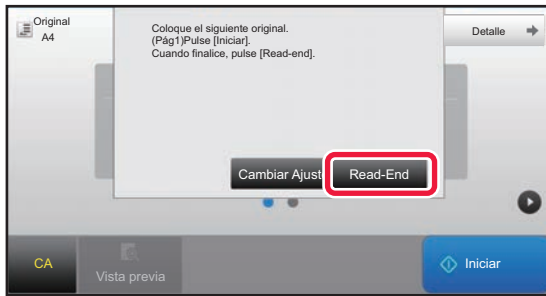 Original
A4
Coloque el siguiente original.
(Pág1)Pulse [Iniciar].
Cuando finalice, pulse [Read-end].
Detalle
Cambiar Ajust
Read-End
CA
Vista previa
Iniciar